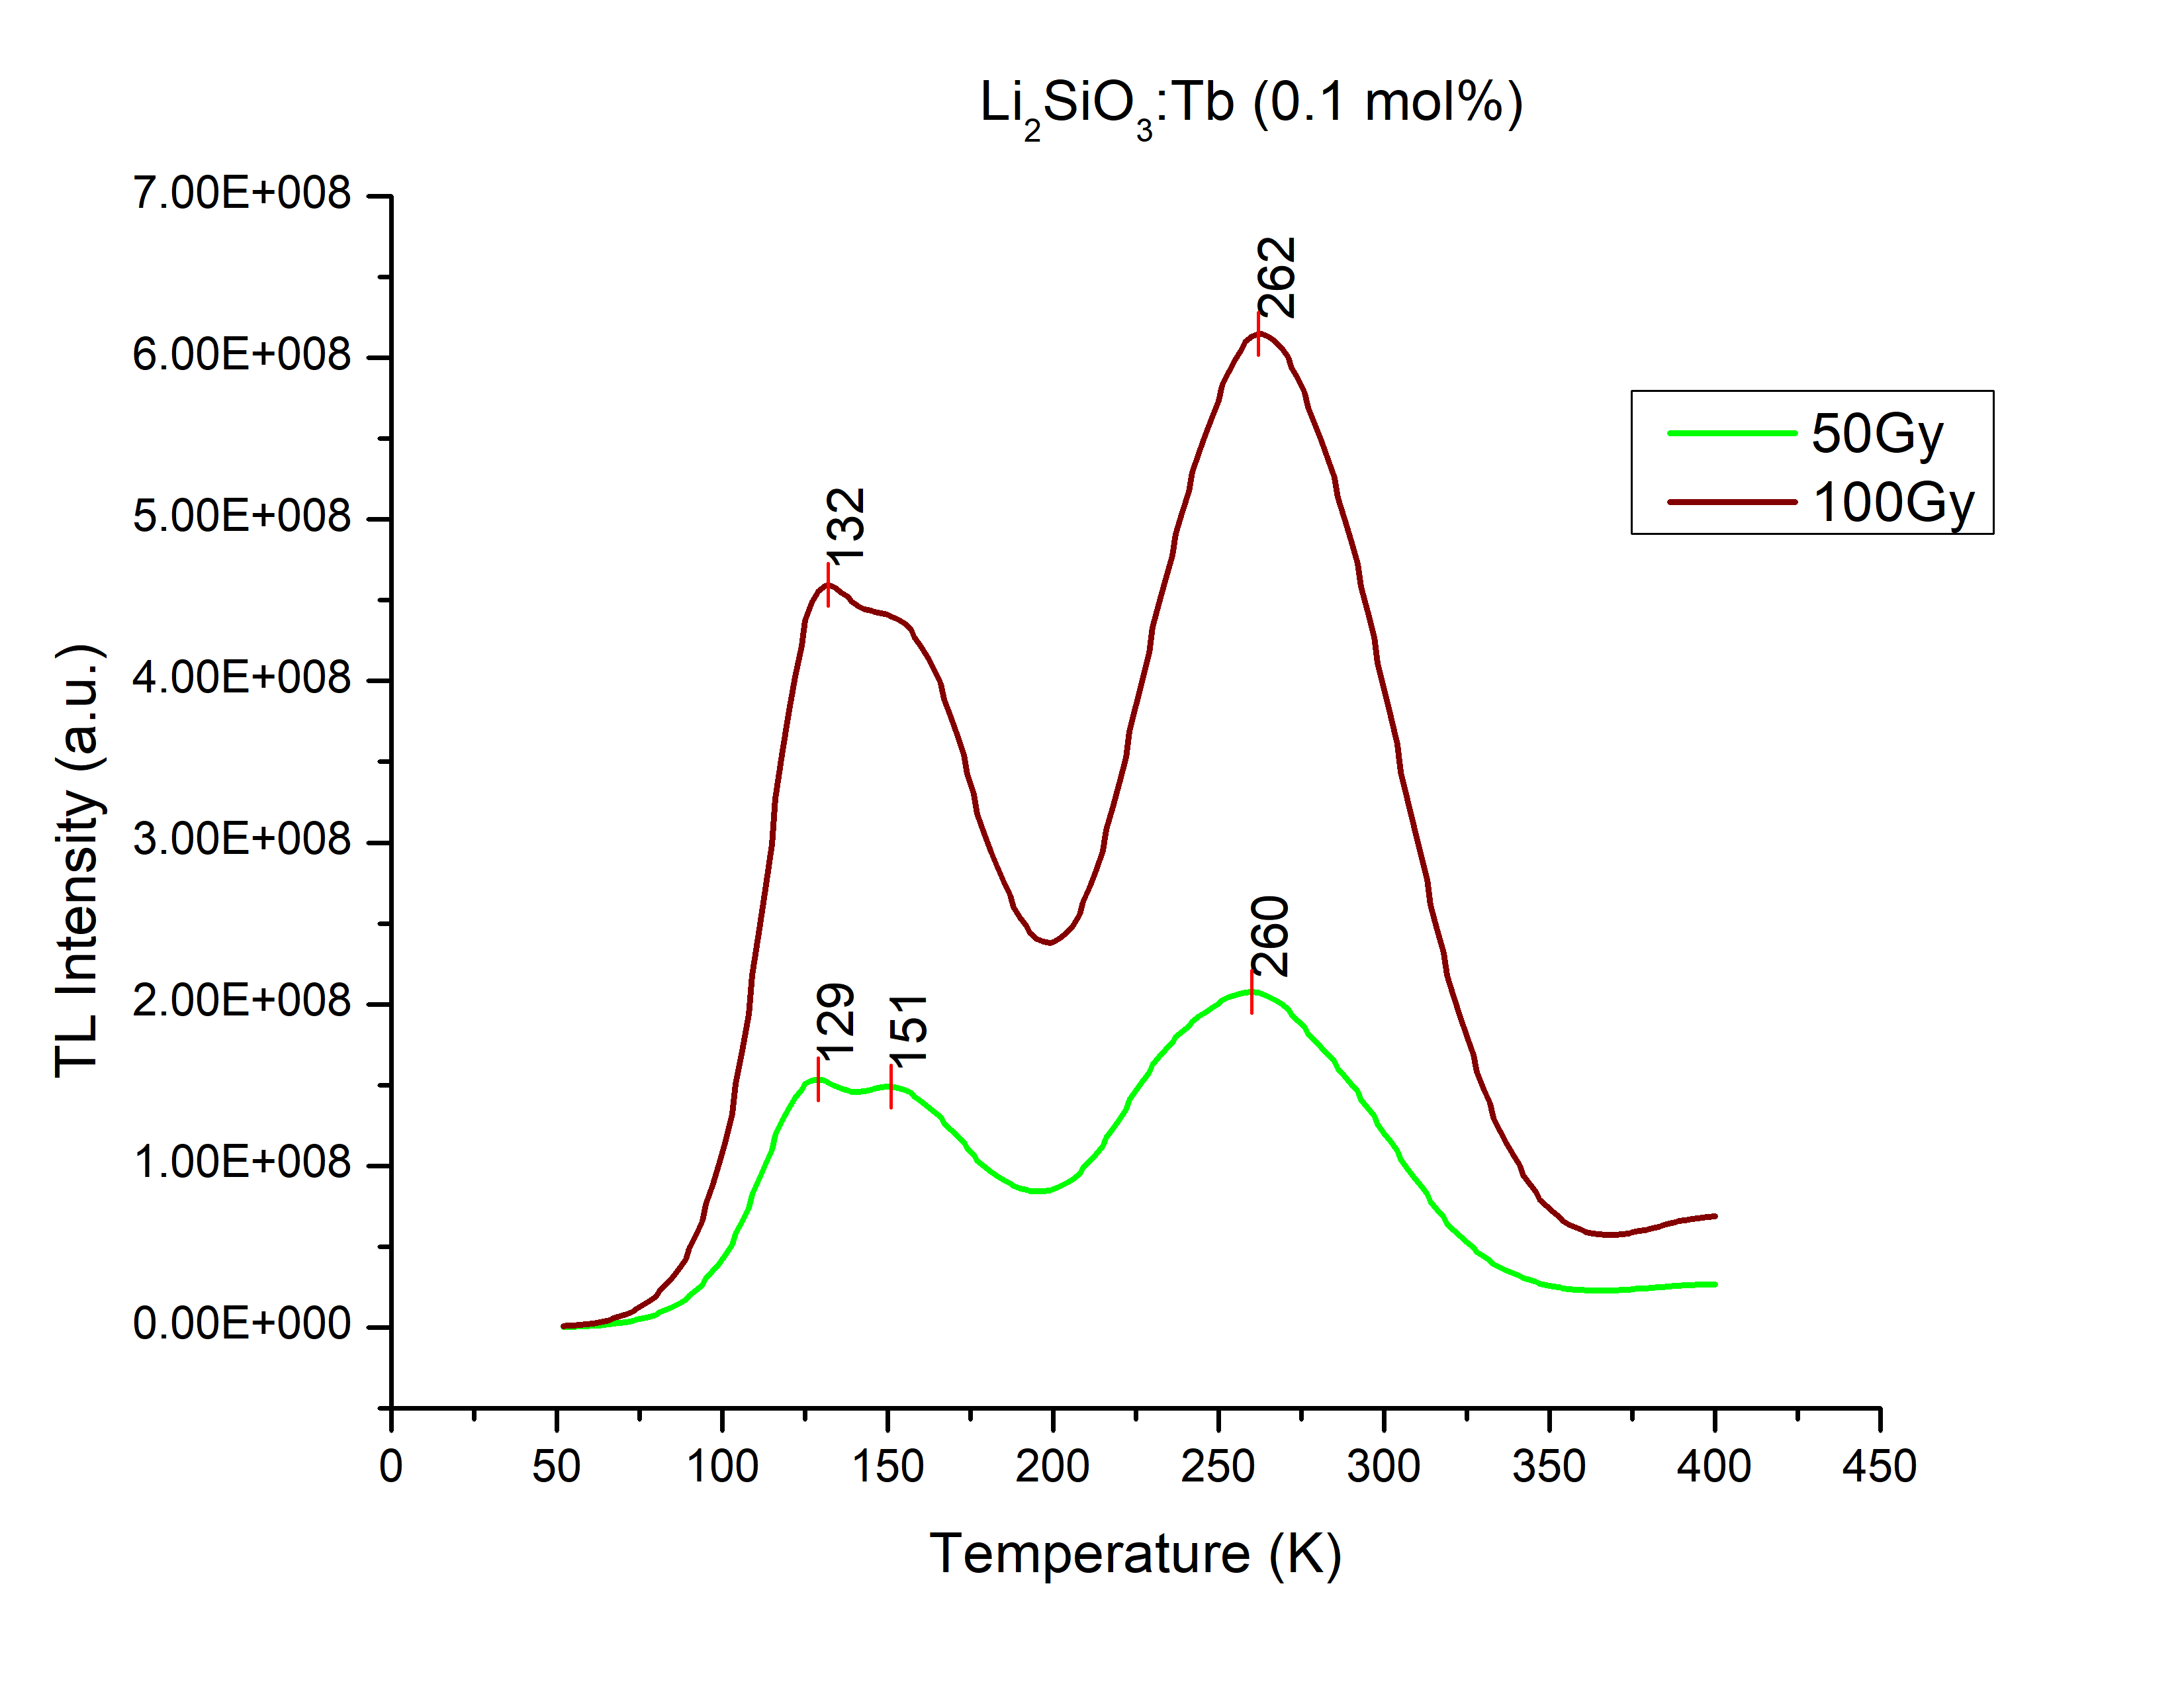 Li₂SiO₃:Tb (0.1 mol%)
7.00E+008
6.00E+008
5.00E+008
4.00E+008
3.00E+008
2.00E+008
1.00E+008
0.00E+000
TL Intensity (a.u.)
262
132
50Gy
100Gy
260
129
151
0 50 100 150 200 250 300 350 400 450
Temperature (K)